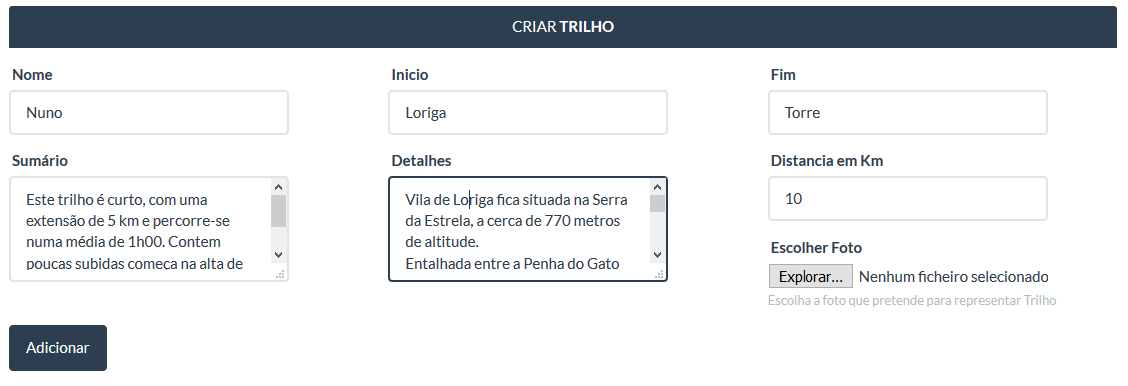 CRIAR TRILHO
Nome
Inicio
Fim
Nuno
Loriga
Torre
Sumário
Detalhes
Distancia em Km
Este trilho é curto, com uma
extensão de 5 km e percorre-se
numa média de 1h00. Contem
poucas subidas começa na alta de
Vila de Loriga fica situada na Serra
da Estrela, a cerca de 770 metros
de altitude.
Entalhada entre a Penha do Gato
10
Escolher Foto
Explorar... Nenhum ficheiro selecionado
Escolha a foto que pretende para representar Trilho
Adicionar